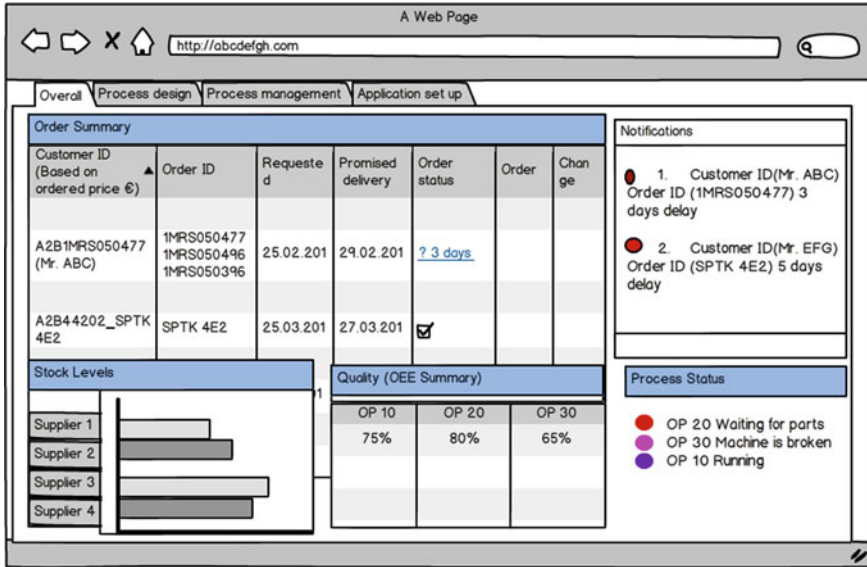 A Web Page
http://abcdefgh.com
Overall Process design Process management Application set up
Order Summary
Customer ID
(Based on
ordered price €)
Order ID
Requeste
d
Promised
delivery
Order
status
Order
Chan
ge
A2B1MRS050477
(Mr. ABC)
1MRS050477
1MRS050496
1MRS050396
25.02.201
29.02.201
? 3 days
A2B44202_SPTK
4E2
SPTK 4E2
25.03.201
27.03.201
Notifications
1. Customer ID(Mr. ABC)
Order ID (1MRS050477) 3
days delay
2. Customer ID(Mr. EFG)
Order ID (SPTK 4E2) 5 days
delay
Stock Levels
Supplier 1
Supplier 2
Supplier 3
Supplier 4
Quality (OEE Summary)
OP 10 OP 20 OP 30
75% 80% 65%
Process Status
OP 20 Waiting for parts
OP 30 Machine is broken
OP 10 Running